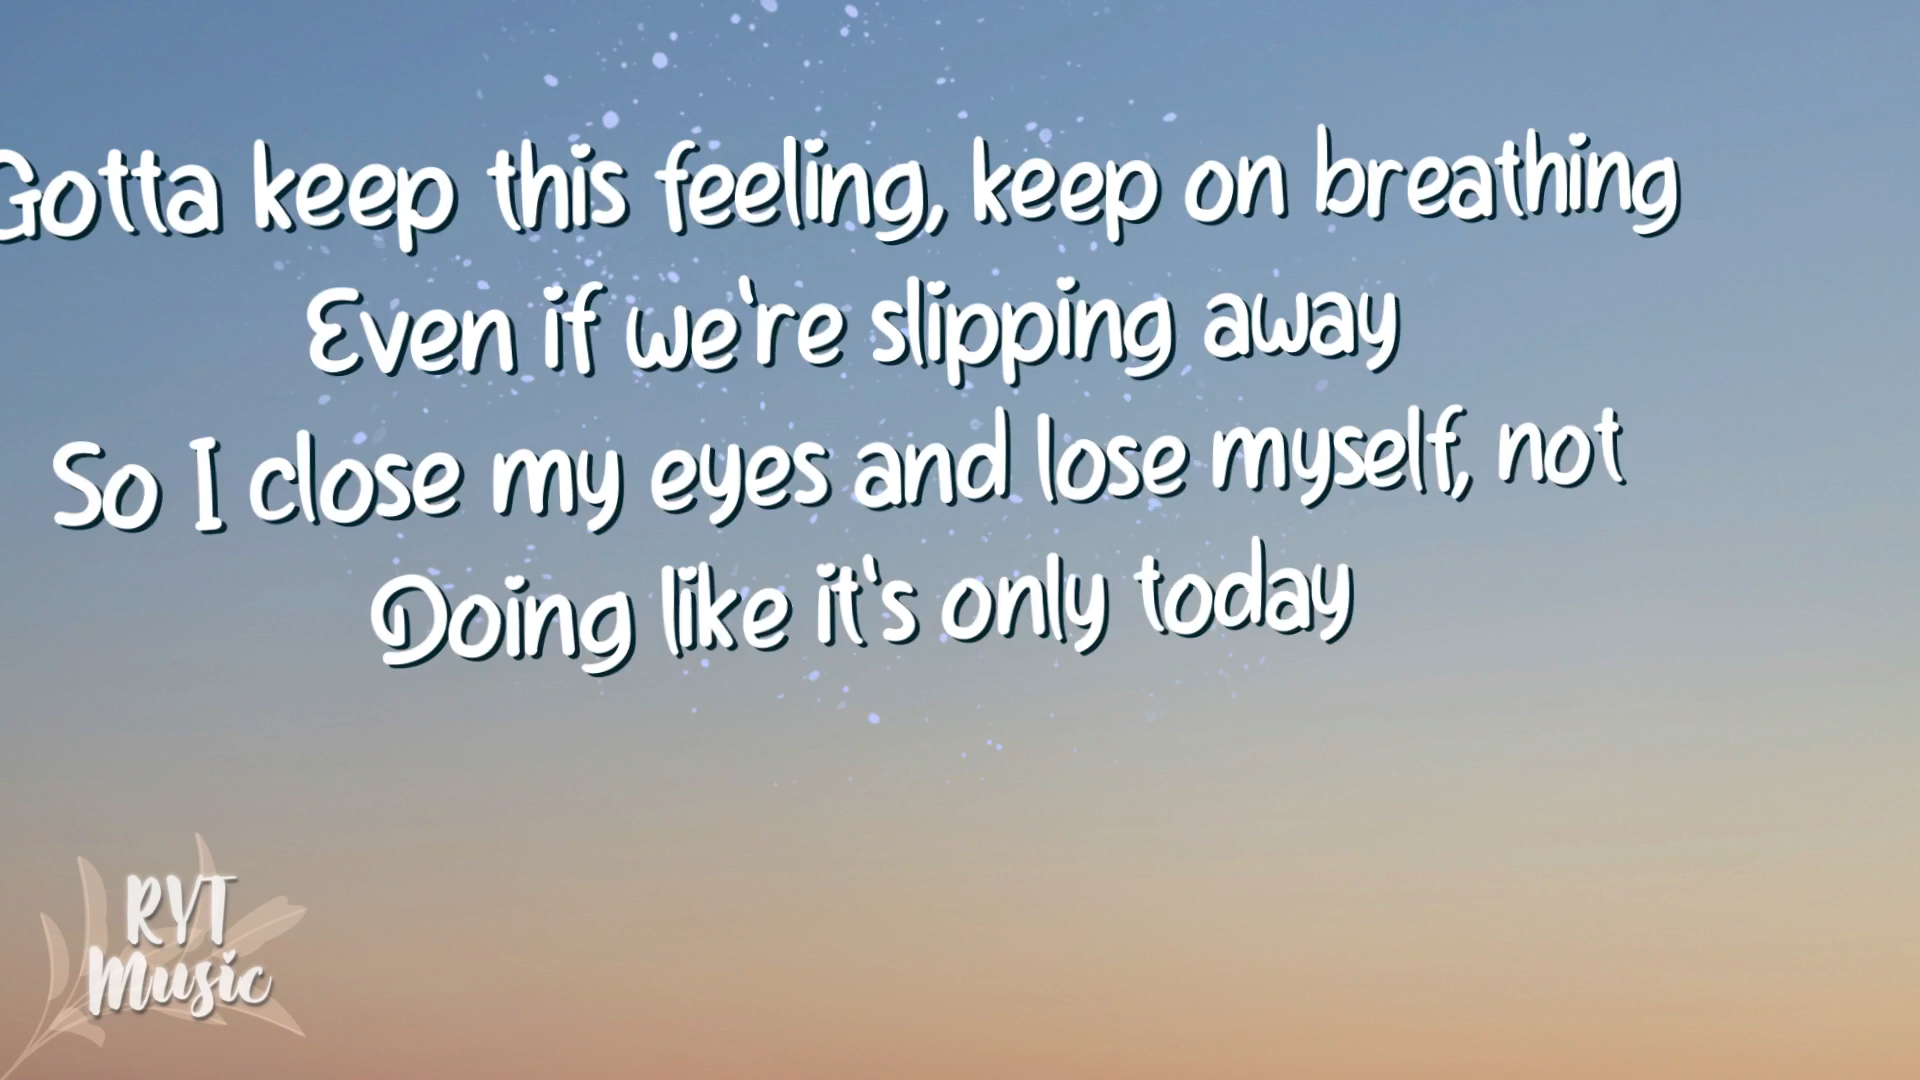 Gotta keep this feeling, keep on breathing
Even if we're slipping away
So I close my eyes and lose myself, not
Doing like it's only today
RYT
Music